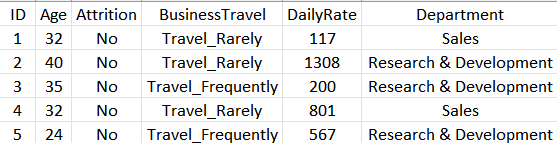 ID Age Attrition BusinessTravel DailyRate Department
1 32 No Travel_Rarely 117 Sales
2 40 No Travel_Rarely 1308 Research & Development
3 35 No Travel_Frequently 200 Research & Development
4 32 No Travel_Rarely 801 Sales
5 24 No Travel_Frequently 567 Research & Development